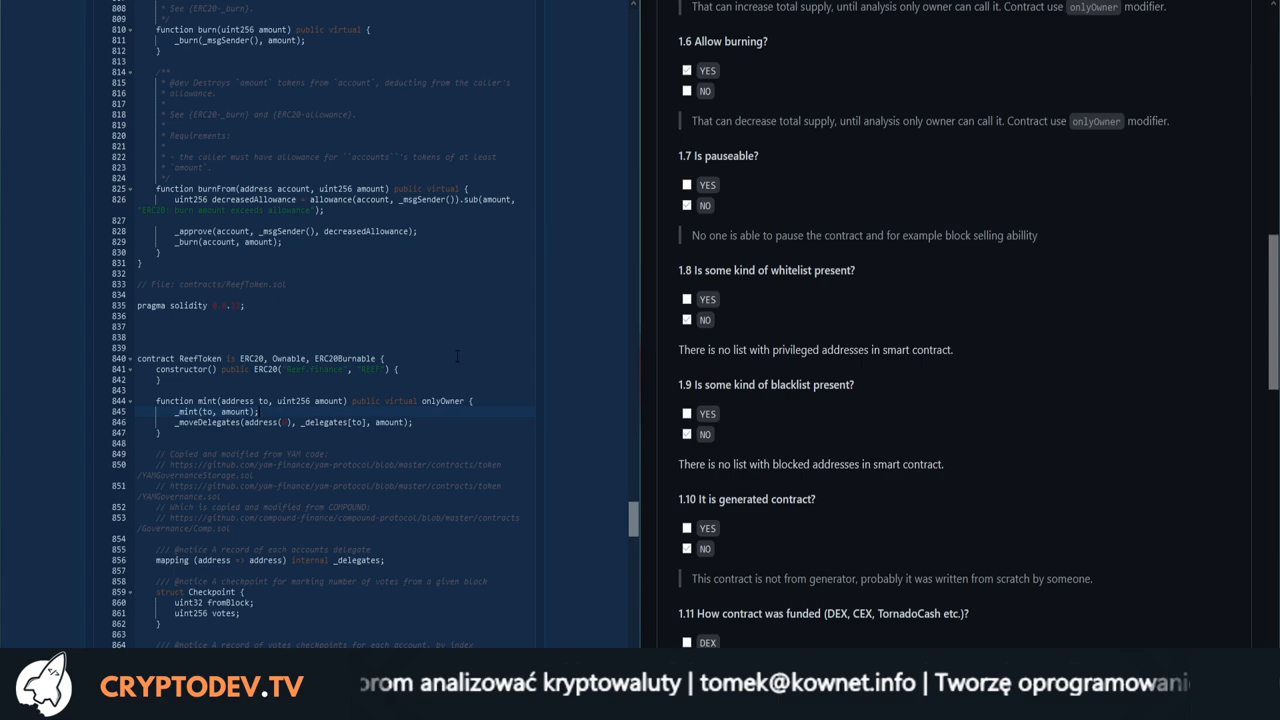 808 * See {ERC20-_burn}.
809 */
810 function burn(uint256 amount) public virtual {
811 _burn(_msgSender(), amount);
812 }
813
814 /**
815 * @dev Destroys `amount` tokens from `account`, deducting from the caller's
816 * allowance.
817 *
818 * See {ERC20-_burn} and {ERC20-allowance}.
819 *
820 * Requirements:
821 *
822 * - the caller must have allowance for ``accounts``'s tokens of at least
823 * `amount`.
824 */
825 function burnFrom(address account, uint256 amount) public virtual {
826 uint256 decreasedAllowance = allowance(account, _msgSender()).sub(amount,
"ERC20: burn amount exceeds allowance");
827
828 _approve(account, _msgSender(), decreasedAllowance);
829 _burn(account, amount);
830 }
831 }
832
833 // File: contracts/ReefToken.sol
834
835 pragma solidity
836
837
838
839
840 contract ReefToken is ERC20, Ownable, ERC20Burnable {
841 constructor() public ERC20("Reef.finance", "REEF") {
842 }
843
844 function mint(address to, uint256 amount) public virtual onlyOwner {
845 _mint(to, amount);
846 _moveDelegates(address(0), _delegates[to], amount);
847 }
848
849 // Copied and modified from YAM code:
850 // https://github.com/yam-finance/yam-protocol/blob/master/contracts/token
/YAMGovernanceStorage.sol
851 // https://github.com/yam-finance/yam-protocol/blob/master/contracts/token
/YAMGovernance.sol
852 // Which is copied and modified from COMPOUND:
853 // https://github.com/compound-finance/compound-protocol/blob/master/contracts
/Governance/Comp.sol
854
855 /// @notice A record of each accounts delegate
856 mapping (address => address) internal _delegates;
857
858 /// @notice A checkpoint for marking number of votes from a given block
859 struct Checkpoint {
860 uint32 fromBlock;
861 uint256 votes;
862 }
863
864 /// @notice A record of votes checkpoints for each account, by index
That can increase total supply, until analysis only owner can call it. Contract use onlyOwner modifier.
1.6 Allow burning?
YES
NO
That can decrease total supply, until analysis only owner can call it. Contract use onlyOwner modifier.
1.7 Is pauseable?
YES
NO
No one is able to pause the contract and for example block selling abillity
1.8 Is some kind of whitelist present?
YES
NO
There is no list with privileged addresses in smart contract.
1.9 Is some kind of blacklist present?
YES
NO
There is no list with blocked addresses in smart contract.
1.10 It is generated contract?
YES
NO
This contract is not from generator, probably it was written from scratch by someone.
1.11 How contract was funded (DEX, CEX, TornadoCash etc.)?
DEX
CRYPTODEV.TV
orom analizować kryptowaluty | tomek@kownet.info | Tworzę oprogramowani